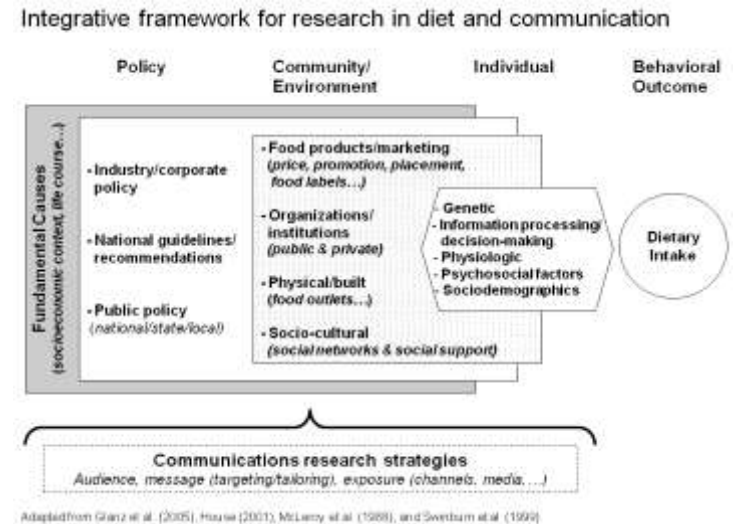 Integrative framework for research in diet and communication
Policy
Community/
Environment
Individual
Behavioral
Outcome
Fundamental Causes
(socioeconomic context, life course…)
- Industry/corporate
policy
- National guidelines/
recommendations
- Public policy
(national/state/local)
- Food products/marketing
(price, promotion, placement,
food labels…)
- Organizations/
institutions
(public & private)
- Physical/built
(food outlets…)
- Socio-cultural
(social networks & social support)
- Genetic
- Information processing/
decision-making
- Physiologic
- Psychosocial factors
- Sociodemographics
Dietary
Intake
Communications research strategies
Audience, message (targeting/tailoring), exposure (channels, media, …)
Adapted from Glanz et al. (2005), House (2001), McLeroy et al. (1988), and Swinburn et al. (1999)